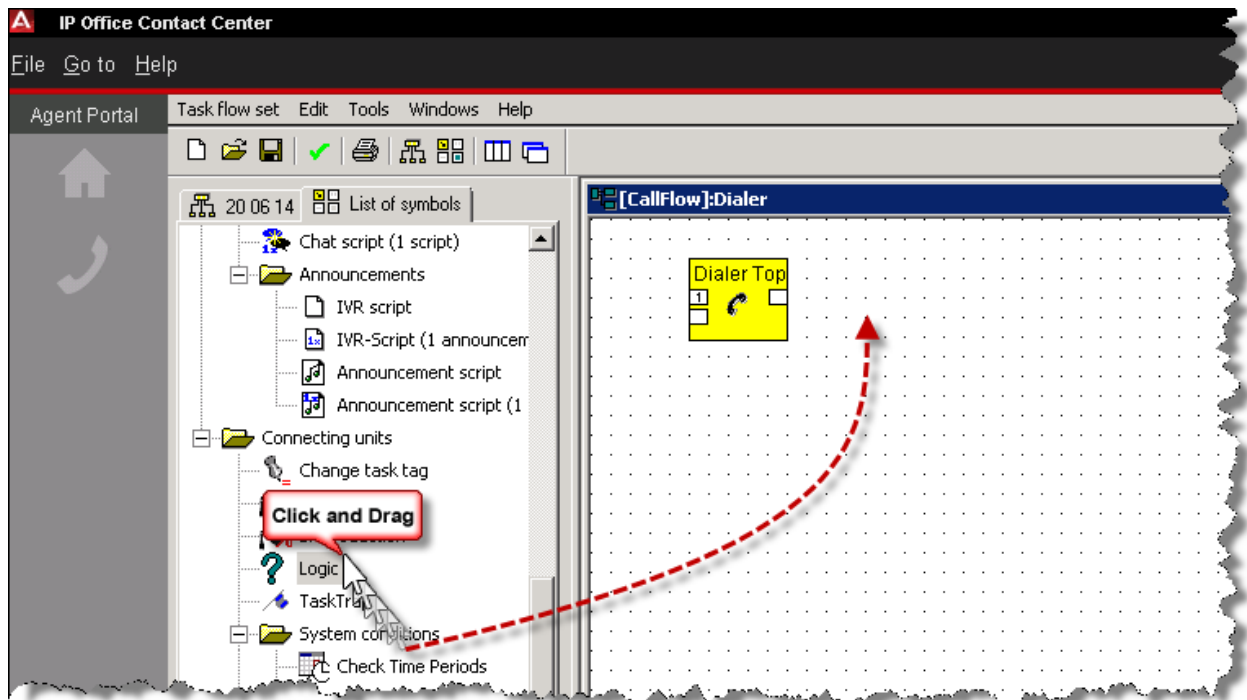 IP Office Contact Center
File Go to Help
Agent Portal
Task flow set Edit Tools Windows Help
20 06 14 List of symbols
[CallFlow]:Dialer
Chat script (1 script)
Announcements
IVR script
IVR-Script (1 announcem
Announcement script
Announcement script (1
Dialer Top
1
Connecting units
Change task tag
Click and Drag
Logic
System conditions
Check Time Periods